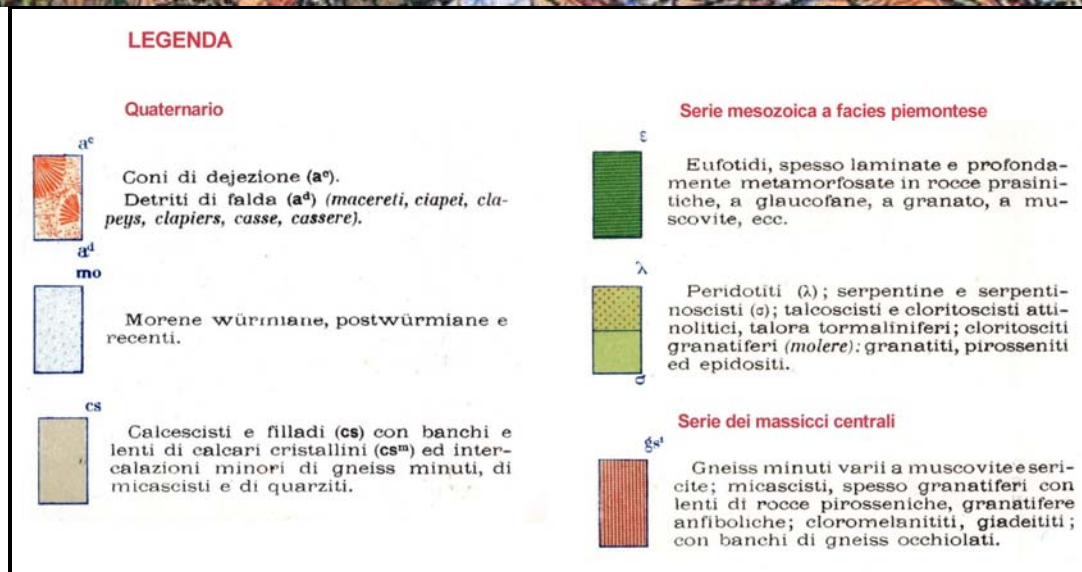 LEGENDA
Quaternario
aᶜ
Coni di dejezione (aᶜ).
Detriti di falda (aᵈ) (macereti, ciapei, cla-
peys, clapiers, casse, cassere).
aᵈ
mo
Morene würmiane, postwürmiane e
recenti.
cs
Calcescisti e filladi (cs) con banchi e
lenti di calcari cristallini (csᵐ) ed inter-
calazioni minori di gneiss minuti, di
micascisti e di quarziti.
Serie mesozoica a facies piemontese
ε
Eufotidi, spesso laminate e profonda-
mente metamorfosate in rocce prasini-
tiche, a glaucofane, a granato, a mu-
scovite, ecc.
λ
Peridotiti (λ); serpentine e serpenti-
noscisti (σ); talcoscisti e cloritoscisti atti-
nolitici, talora tormaliniferi; cloritosciti
granatiferi (molere): granatiti, pirosseniti
ed epidositi.
σ
Serie dei massicci centrali
gs¹
Gneiss minuti varii a muscovite e seri-
cite; micascisti, spesso granatiferi con
lenti di rocce pirosseniche, granatifere
anfiboliche; cloromelanititi, giadeititi;
con banchi di gneiss occhiolati.